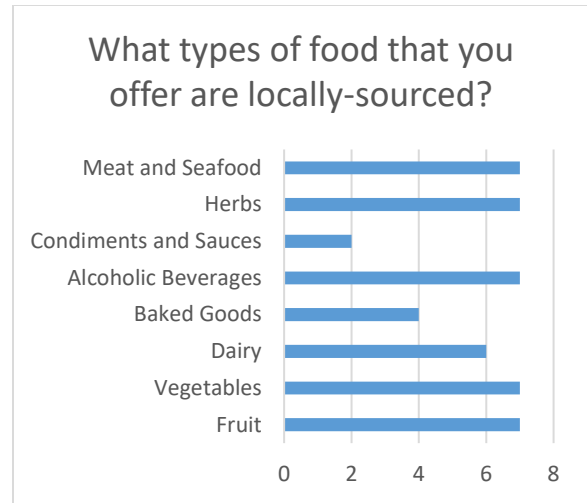 What types of food that you
offer are locally-sourced?
Meat and Seafood
Herbs
Condiments and Sauces
Alcoholic Beverages
Baked Goods
Dairy
Vegetables
Fruit
0 2 4 6 8